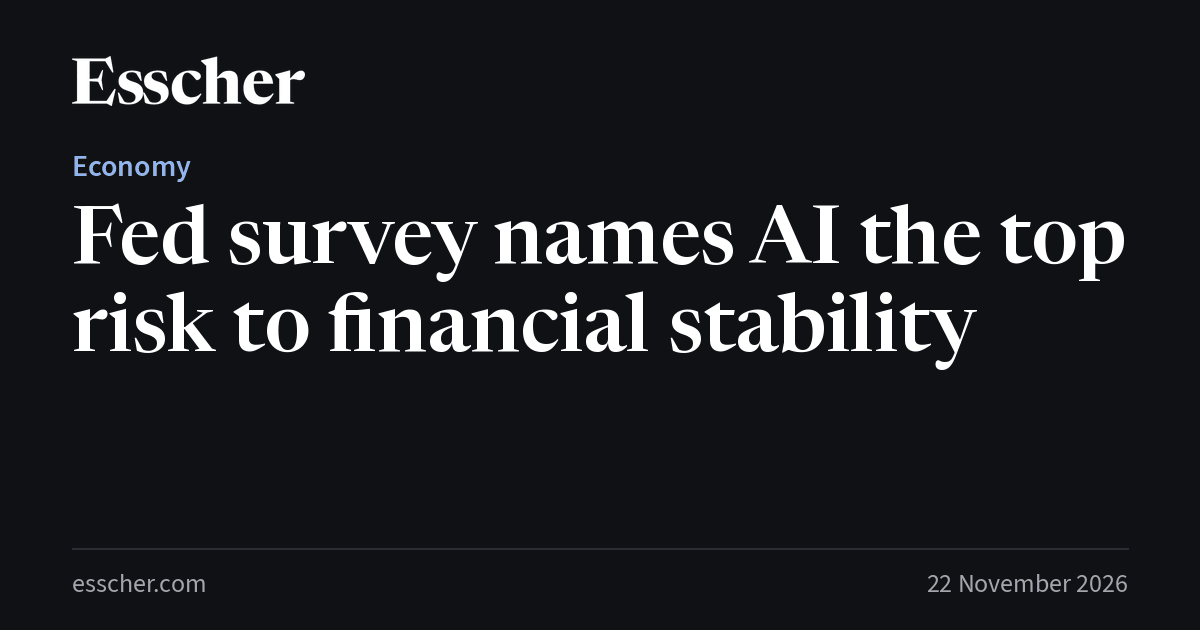 Esscher
Economy
Fed survey names AI the top
risk to financial stability
esscher.com
22 November 2026